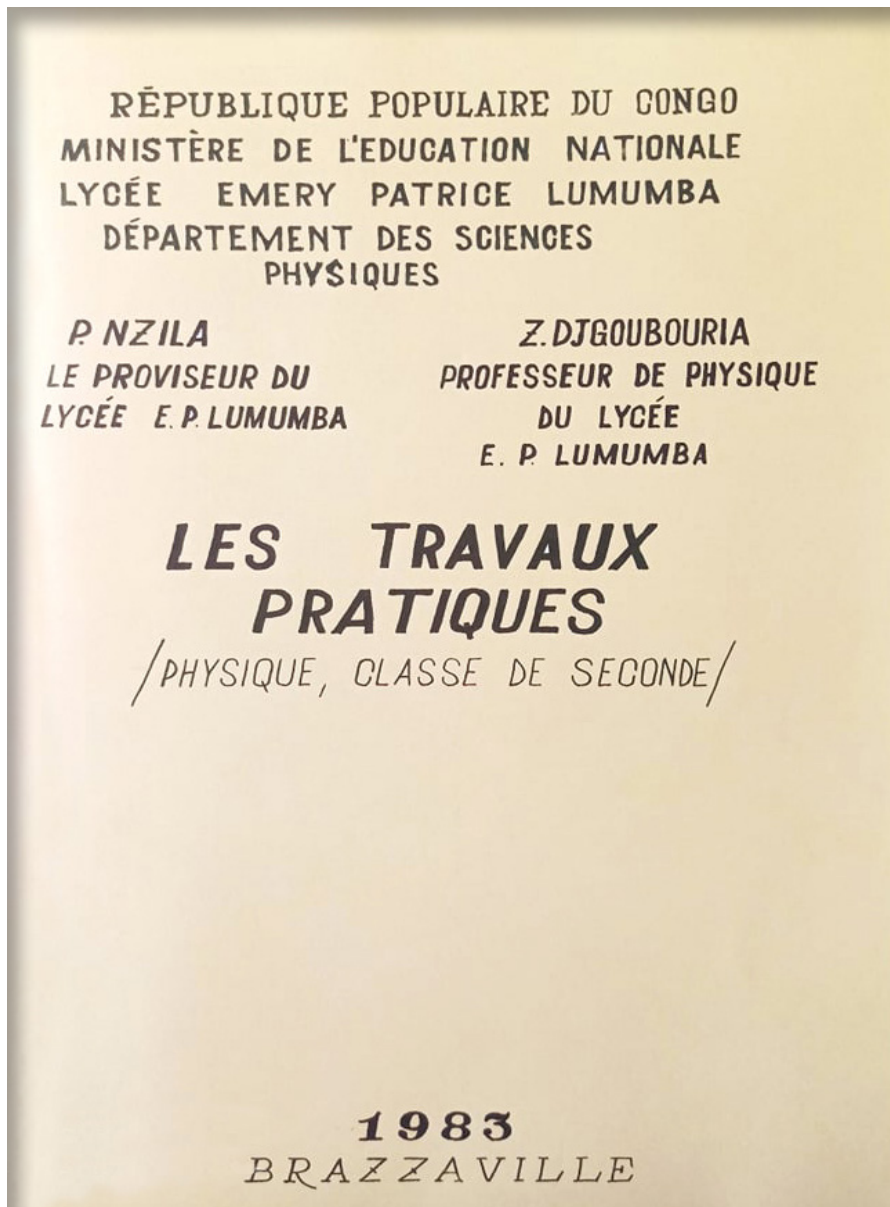 RÉPUBLIQUE POPULAIRE DU CONGO
MINISTÈRE DE L'EDUCATION NATIONALE
LYCÉE EMERY PATRICE LUMUMBA
DÉPARTEMENT DES SCIENCES
PHYSIQUES
P. NZILA
LE PROVISEUR DU
LYCÉE E. P. LUMUMBA
Z. DJGOUBOURIA
PROFESSEUR DE PHYSIQUE
DU LYCÉE
E. P. LUMUMBA
LES TRAVAUX
PRATIQUES
/PHYSIQUE, CLASSE DE SECONDE/
1983
BRAZZAVILLE